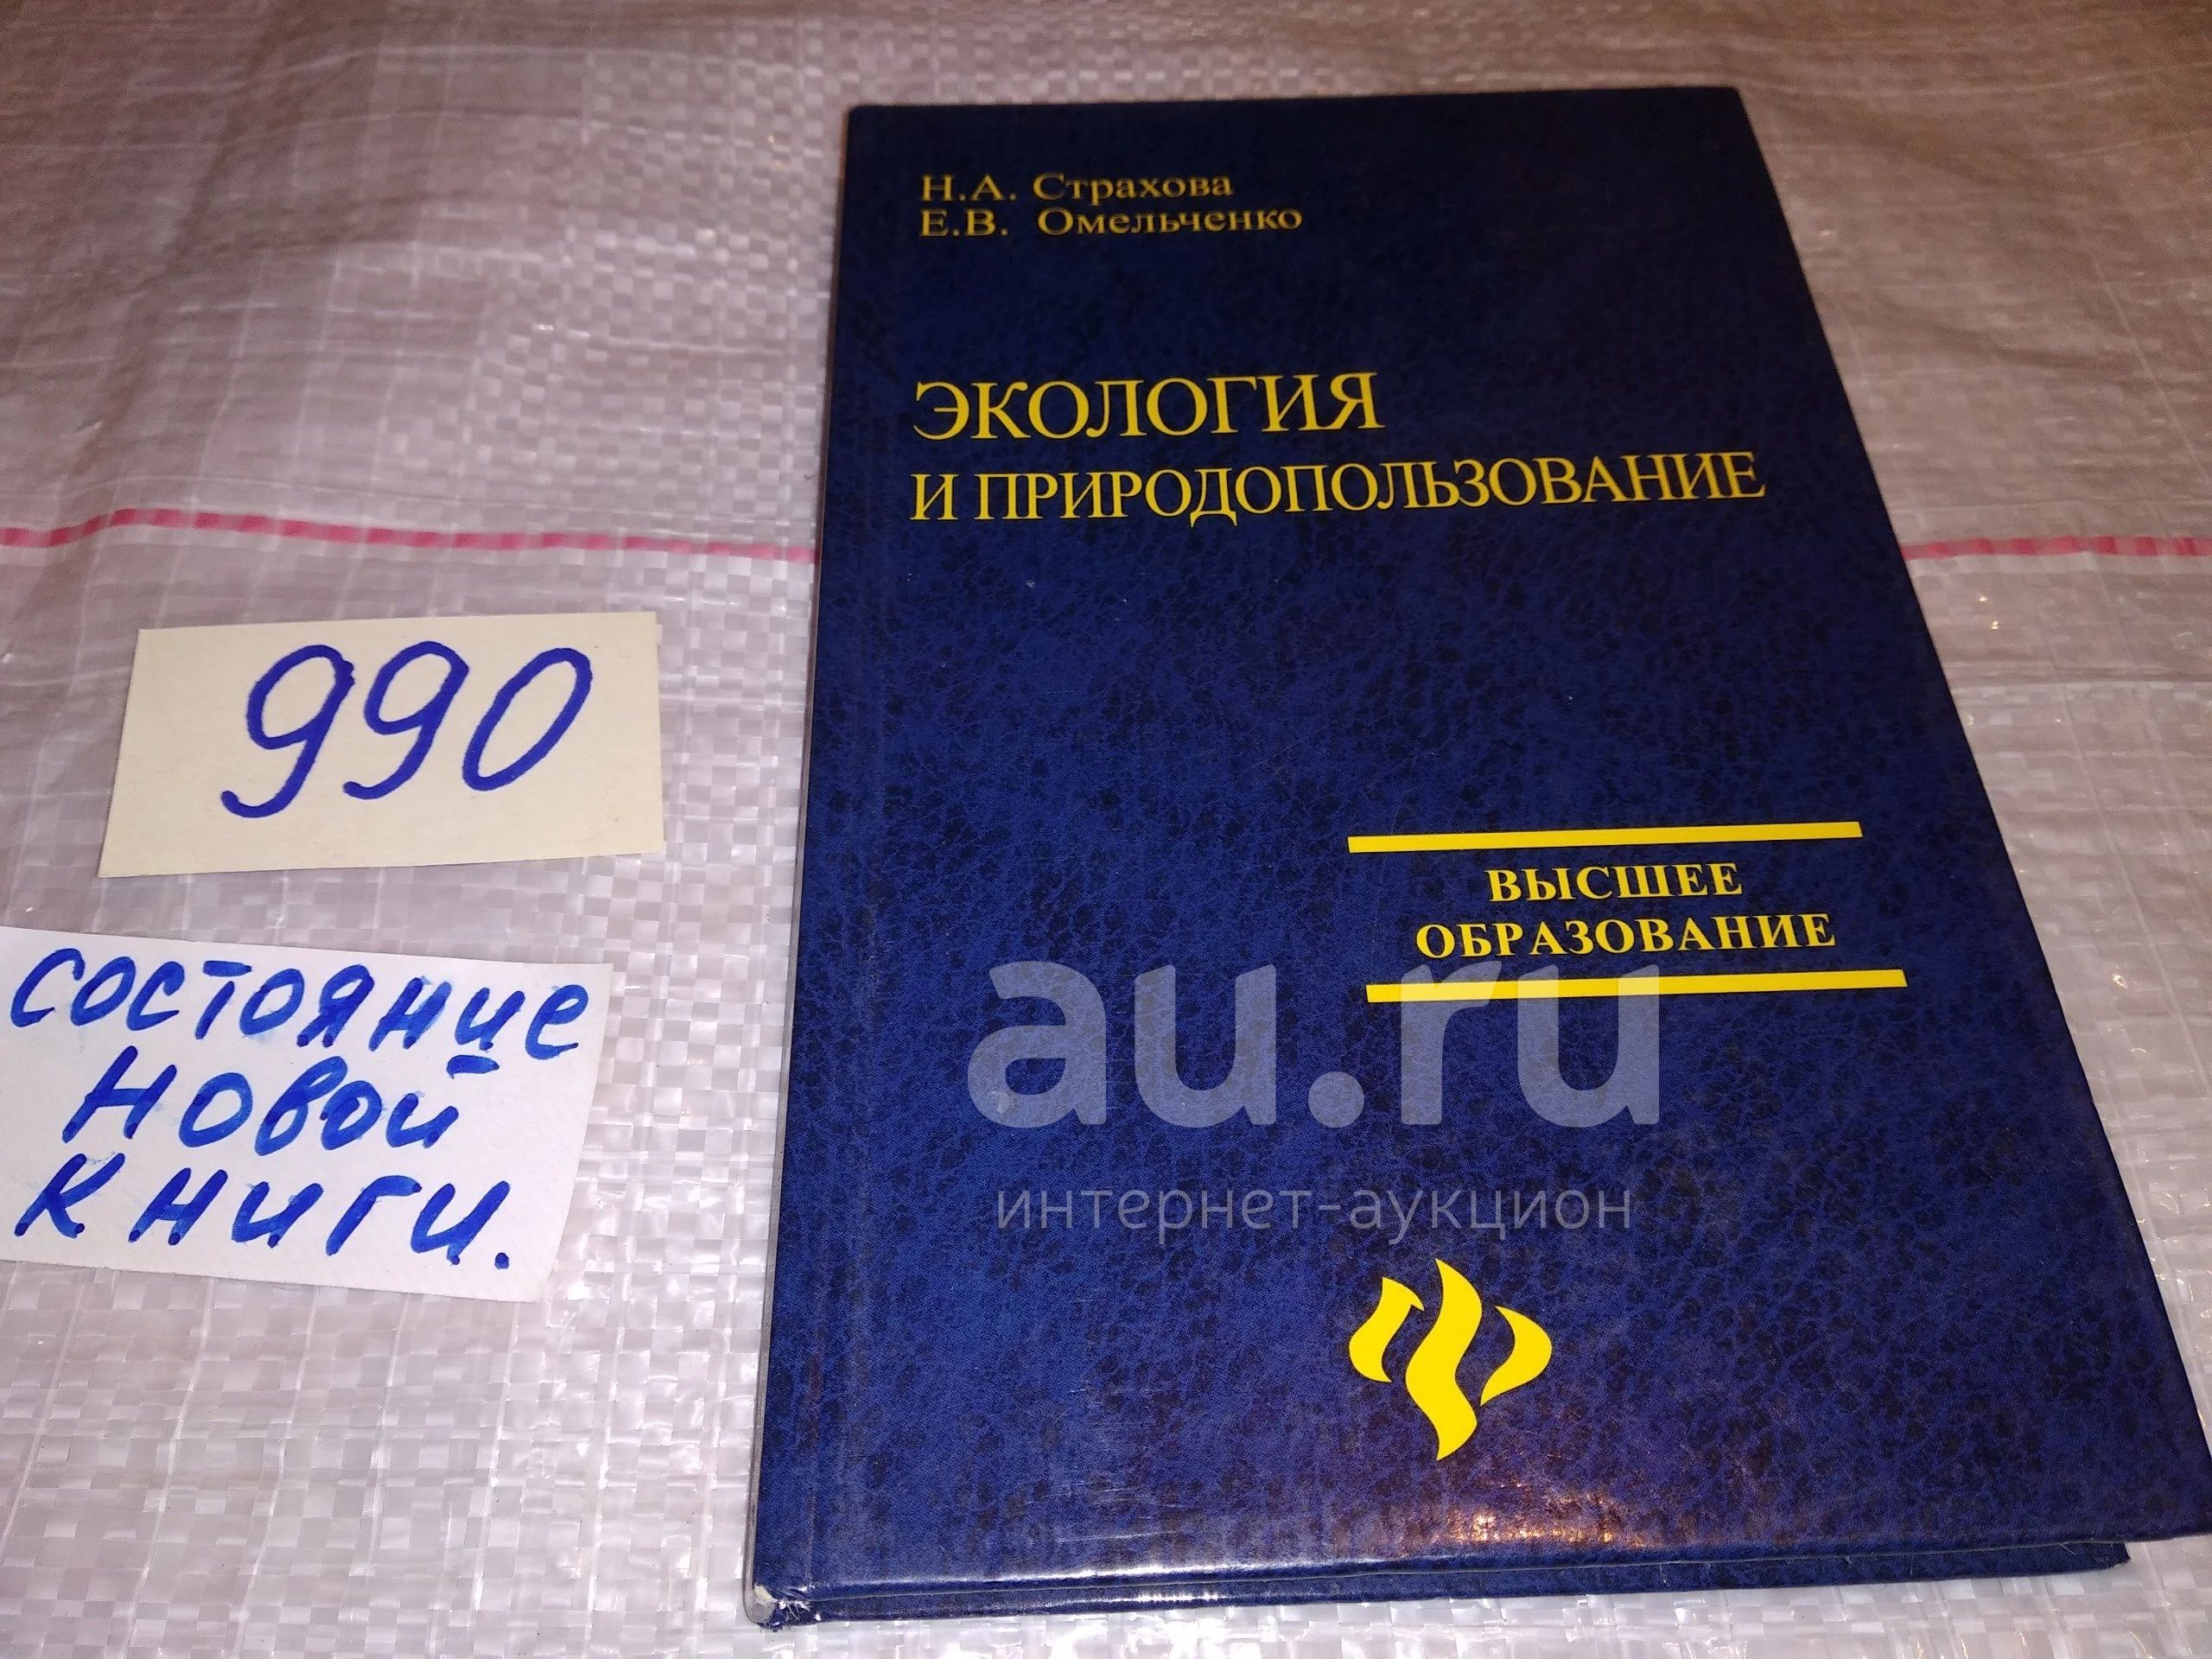 Н.А. Страхова
Е.В. Омельченко
ЭКОЛОГИЯ
И ПРИРОДОПОЛЬЗОВАНИЕ
990
ВЫСШЕЕ
ОБРАЗОВАНИЕ
состояние
новой
книги.
au.ru
интернет-аукцион